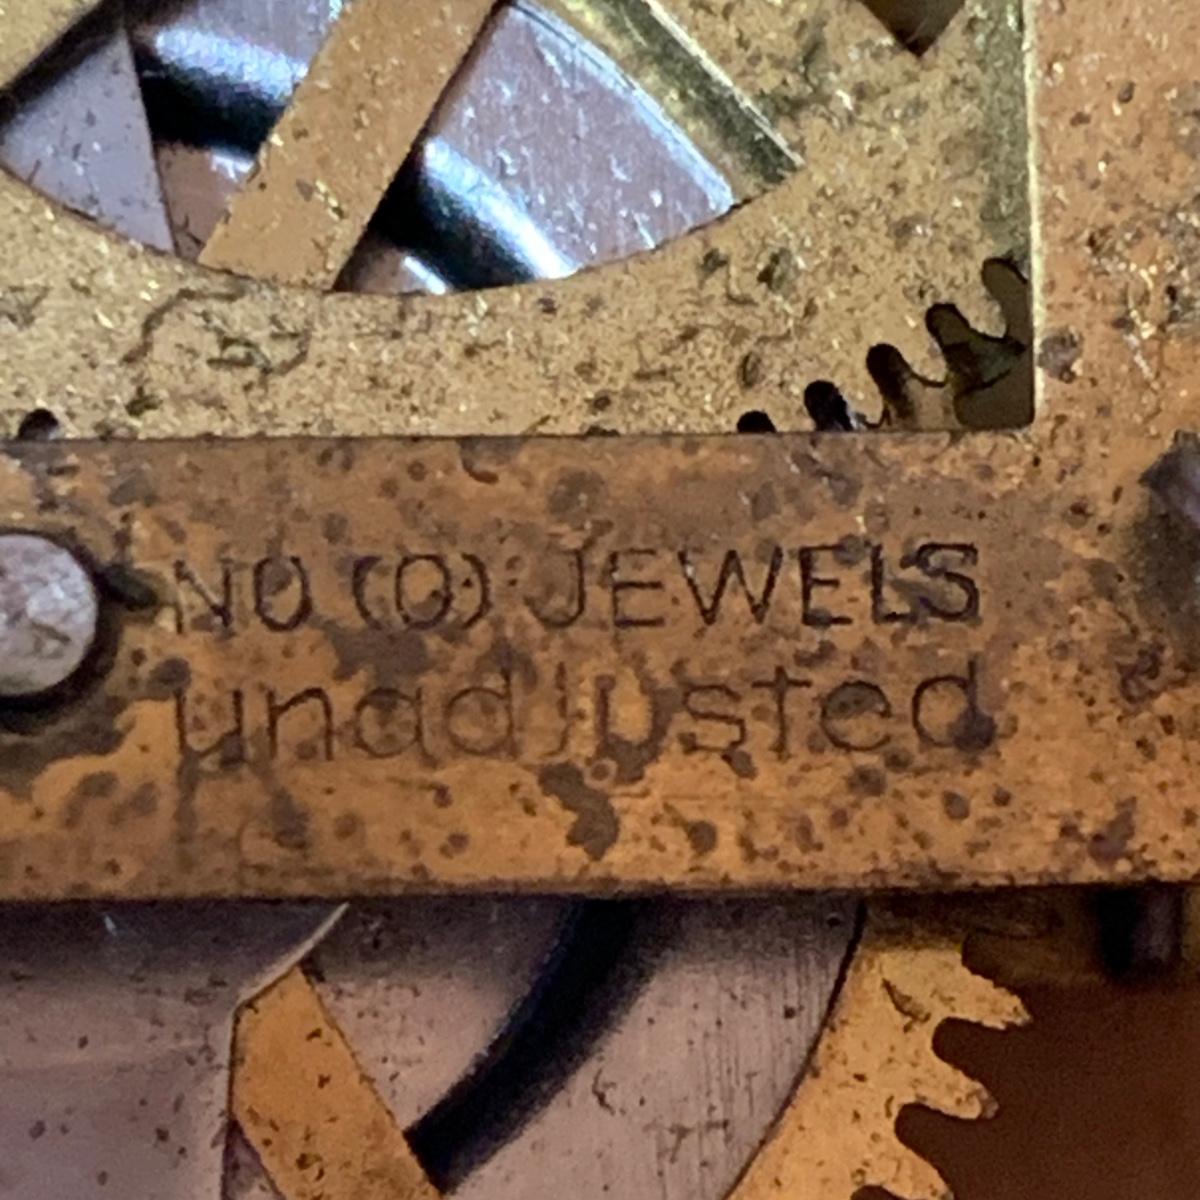 NO (0) JEWELS
unadjusted